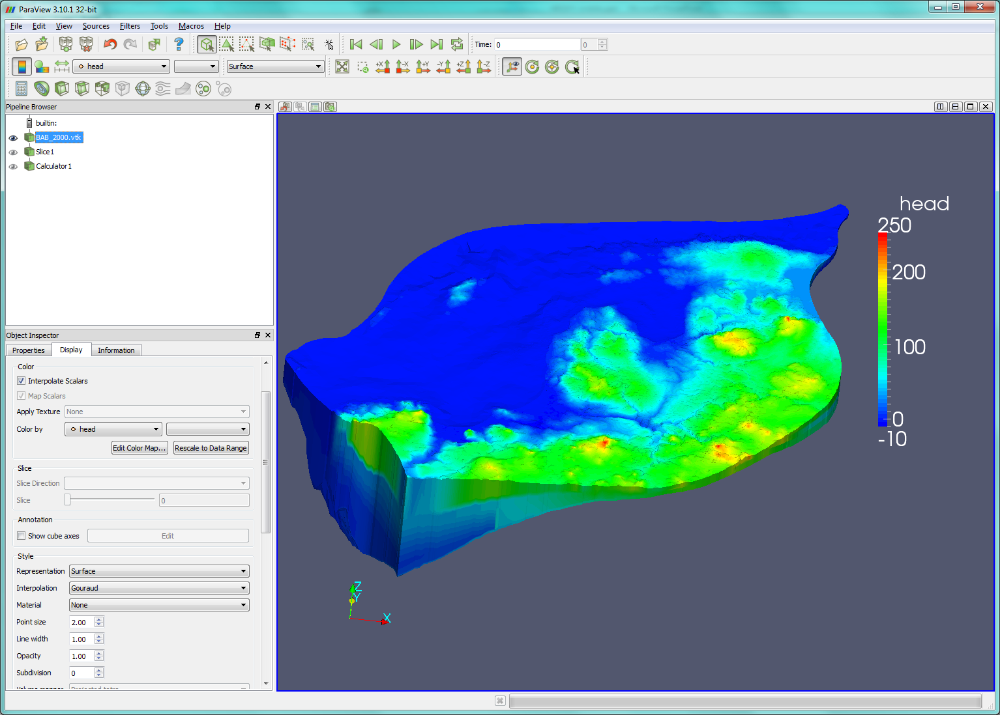 ParaView 3.10.1 32-bit
File Edit View Sources Filters Tools Macros Help
Time: 0 0
head Surface
+X -X +Y -Y +Z -Z
Pipeline Browser
builtin:
BAB_2000.vtk
Slice1
Calculator1
Object Inspector
Properties Display Information
Color
Interpolate Scalars
Map Scalars
Apply Texture None
Color by head
Edit Color Map... Rescale to Data Range
Slice
Slice Direction
Slice 0
Annotation
Show cube axes Edit
Style
Representation Surface
Interpolation Gouraud
Material None
Point size 2.00
Line width 1.00
Opacity 1.00
Subdivision 0
head
250
200
100
0
-10
Z
Y
X